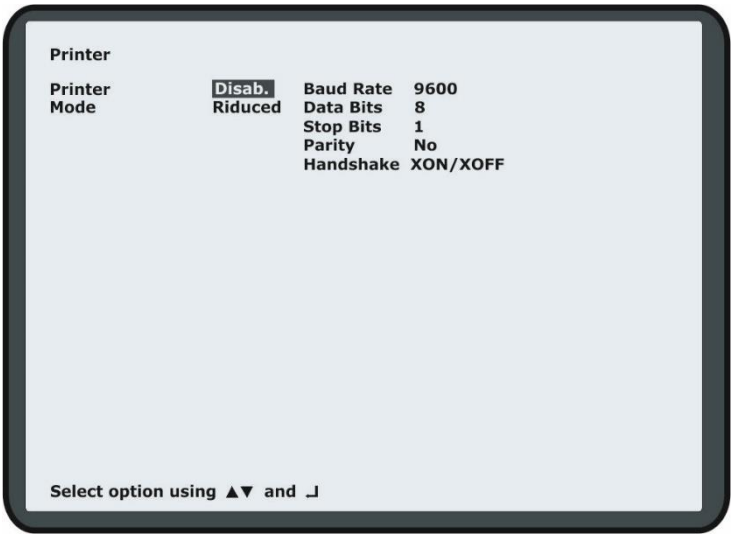 Printer
Printer Disab. Baud Rate 9600
Mode Riduced Data Bits 8
Stop Bits 1
Parity No
Handshake XON/XOFF
Select option using ▲▼ and ↵